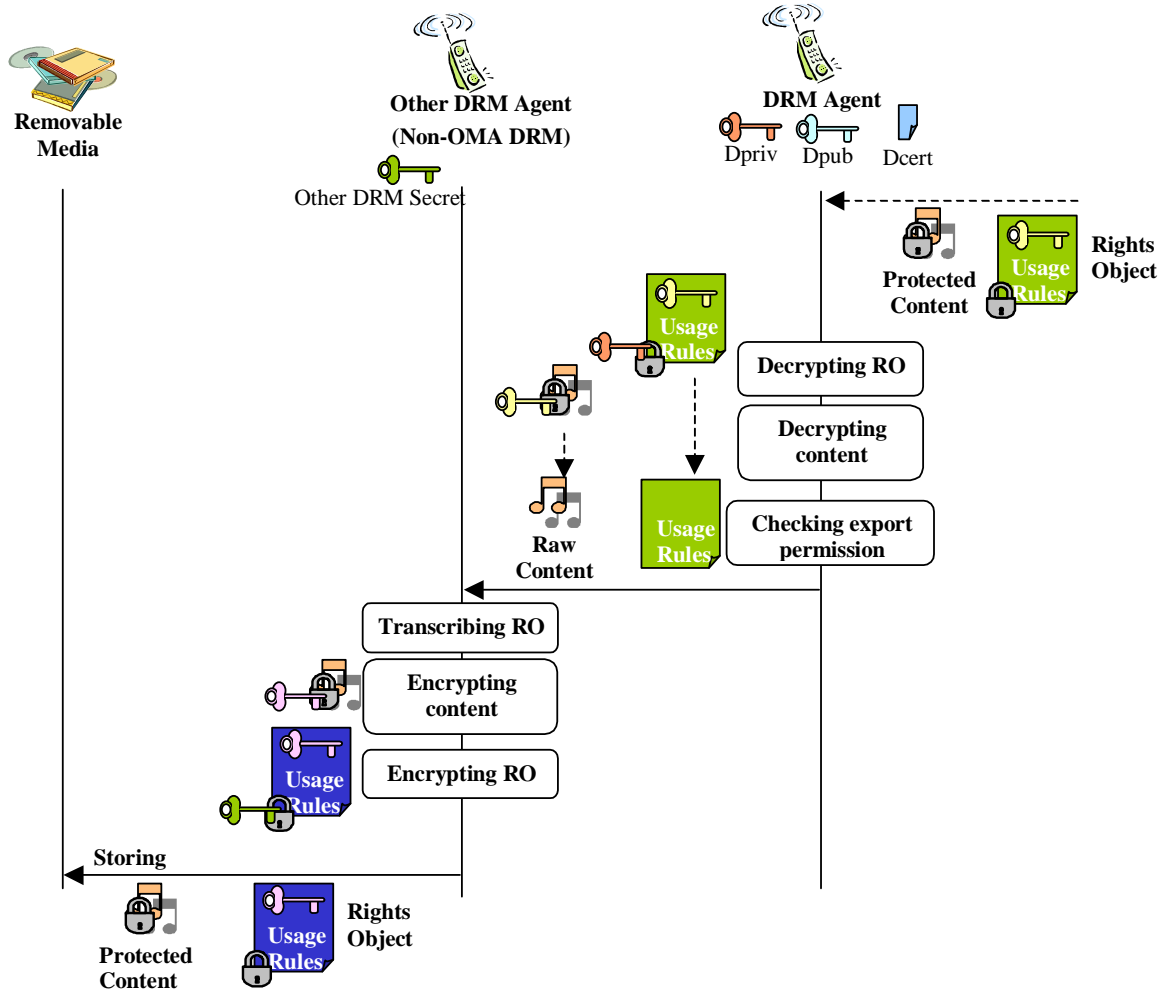 Removable
Media
Other DRM Agent
(Non-OMA DRM)
Other DRM Secret
DRM Agent
Dpriv
Dpub
Dcert
Protected
Content
Usage
Rules
Rights
Object
Usage
Rules
Decrypting RO
Decrypting
content
Raw
Content
Usage
Rules
Checking export
permission
Transcribing RO
Encrypting
content
Usage
Rules
Encrypting RO
Storing
Protected
Content
Usage
Rules
Rights
Object